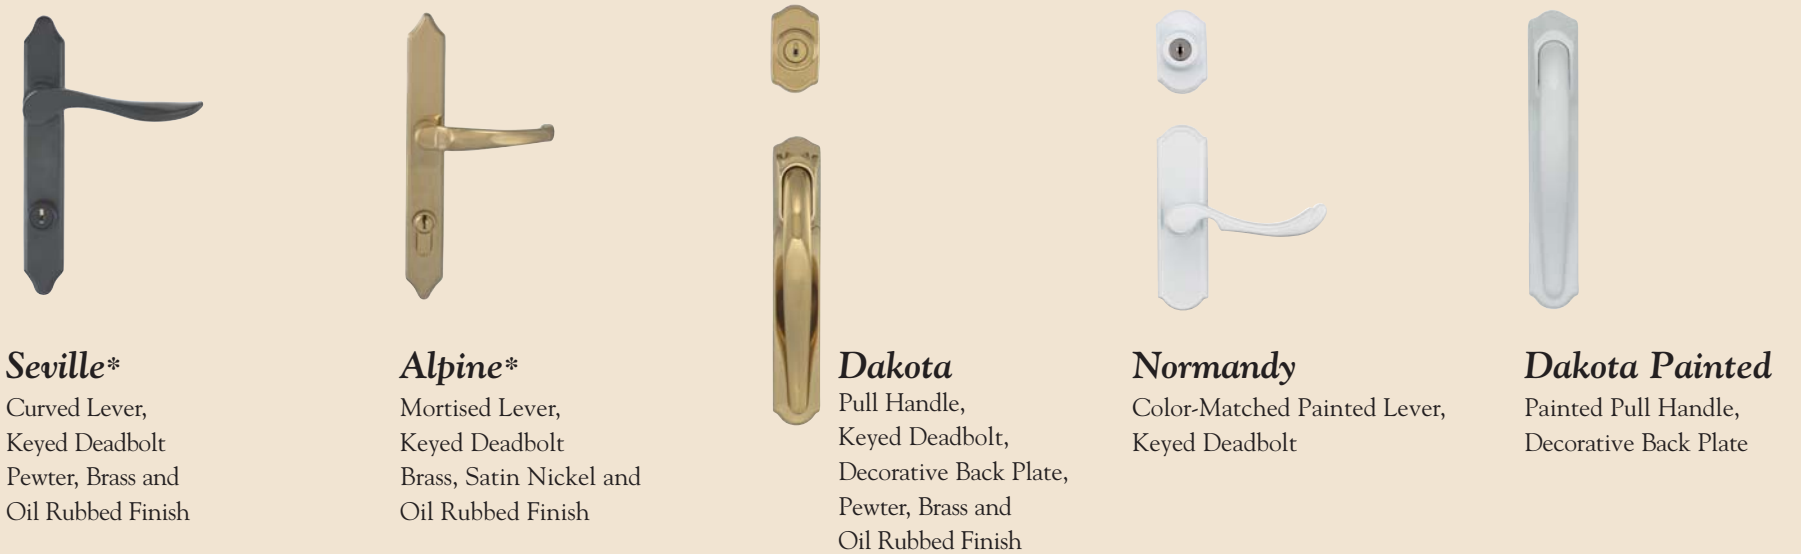 Seville*
Curved Lever,
Keyed Deadbolt
Pewter, Brass and
Oil Rubbed Finish
Alpine*
Mortised Lever,
Keyed Deadbolt
Brass, Satin Nickel and
Oil Rubbed Finish
Dakota
Pull Handle,
Keyed Deadbolt,
Decorative Back Plate,
Pewter, Brass and
Oil Rubbed Finish
Normandy
Color-Matched Painted Lever,
Keyed Deadbolt
Dakota Painted
Painted Pull Handle,
Decorative Back Plate